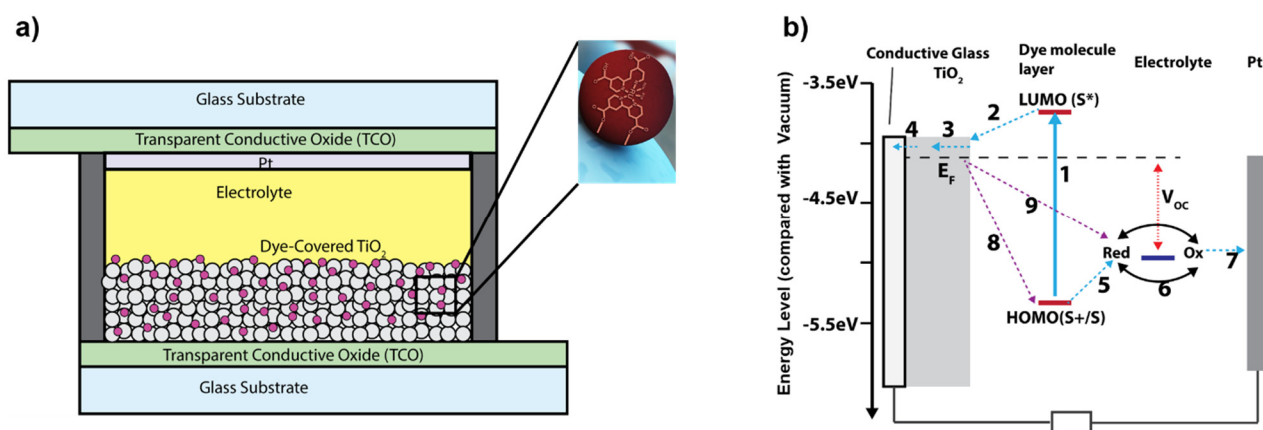 a)
Glass Substrate
Transparent Conductive Oxide (TCO)
Pt
Electrolyte
Dye-Covered TiO2
Transparent Conductive Oxide (TCO)
Glass Substrate
b)
Conductive Glass
TiO2
Dye molecule
layer
Electrolyte
Pt
Energy Level (compared with Vacuum)
-3.5eV
-4.5eV
-5.5eV
LUMO (S*)
2
4
3
EF
1
9
8
VOC
Red
Ox
7
5
6
HOMO(S+/S)